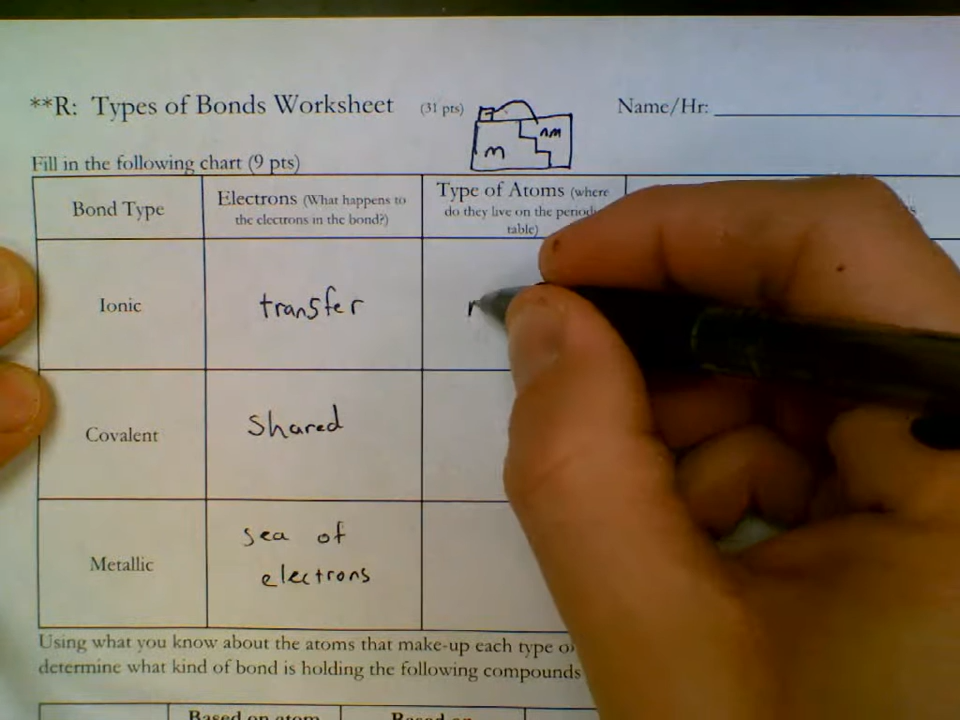 **R: Types of Bonds Worksheet (31 pts) Name/Hr:
m nm
Fill in the following chart (9 pts)
Bond Type
Electrons (What happens to
the electrons in the bond?)
Type of Atoms (where
do they live on the periodic
table)
Ionic
transfer
Covalent
Shared
Metallic
sea of
electrons
Using what you know about the atoms that make-up each type
determine what kind of bond is holding the following compounds
Based on atom
Based on